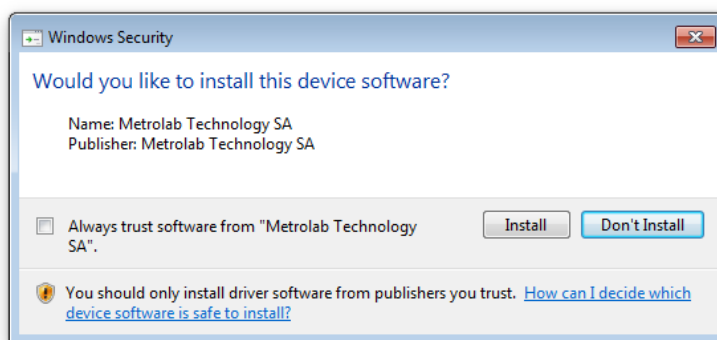 Windows Security
Would you like to install this device software?
Name: Metrolab Technology SA
Publisher: Metrolab Technology SA
Always trust software from "Metrolab Technology
SA".
Install
Don't Install
You should only install driver software from publishers you trust. How can I decide which
device software is safe to install?